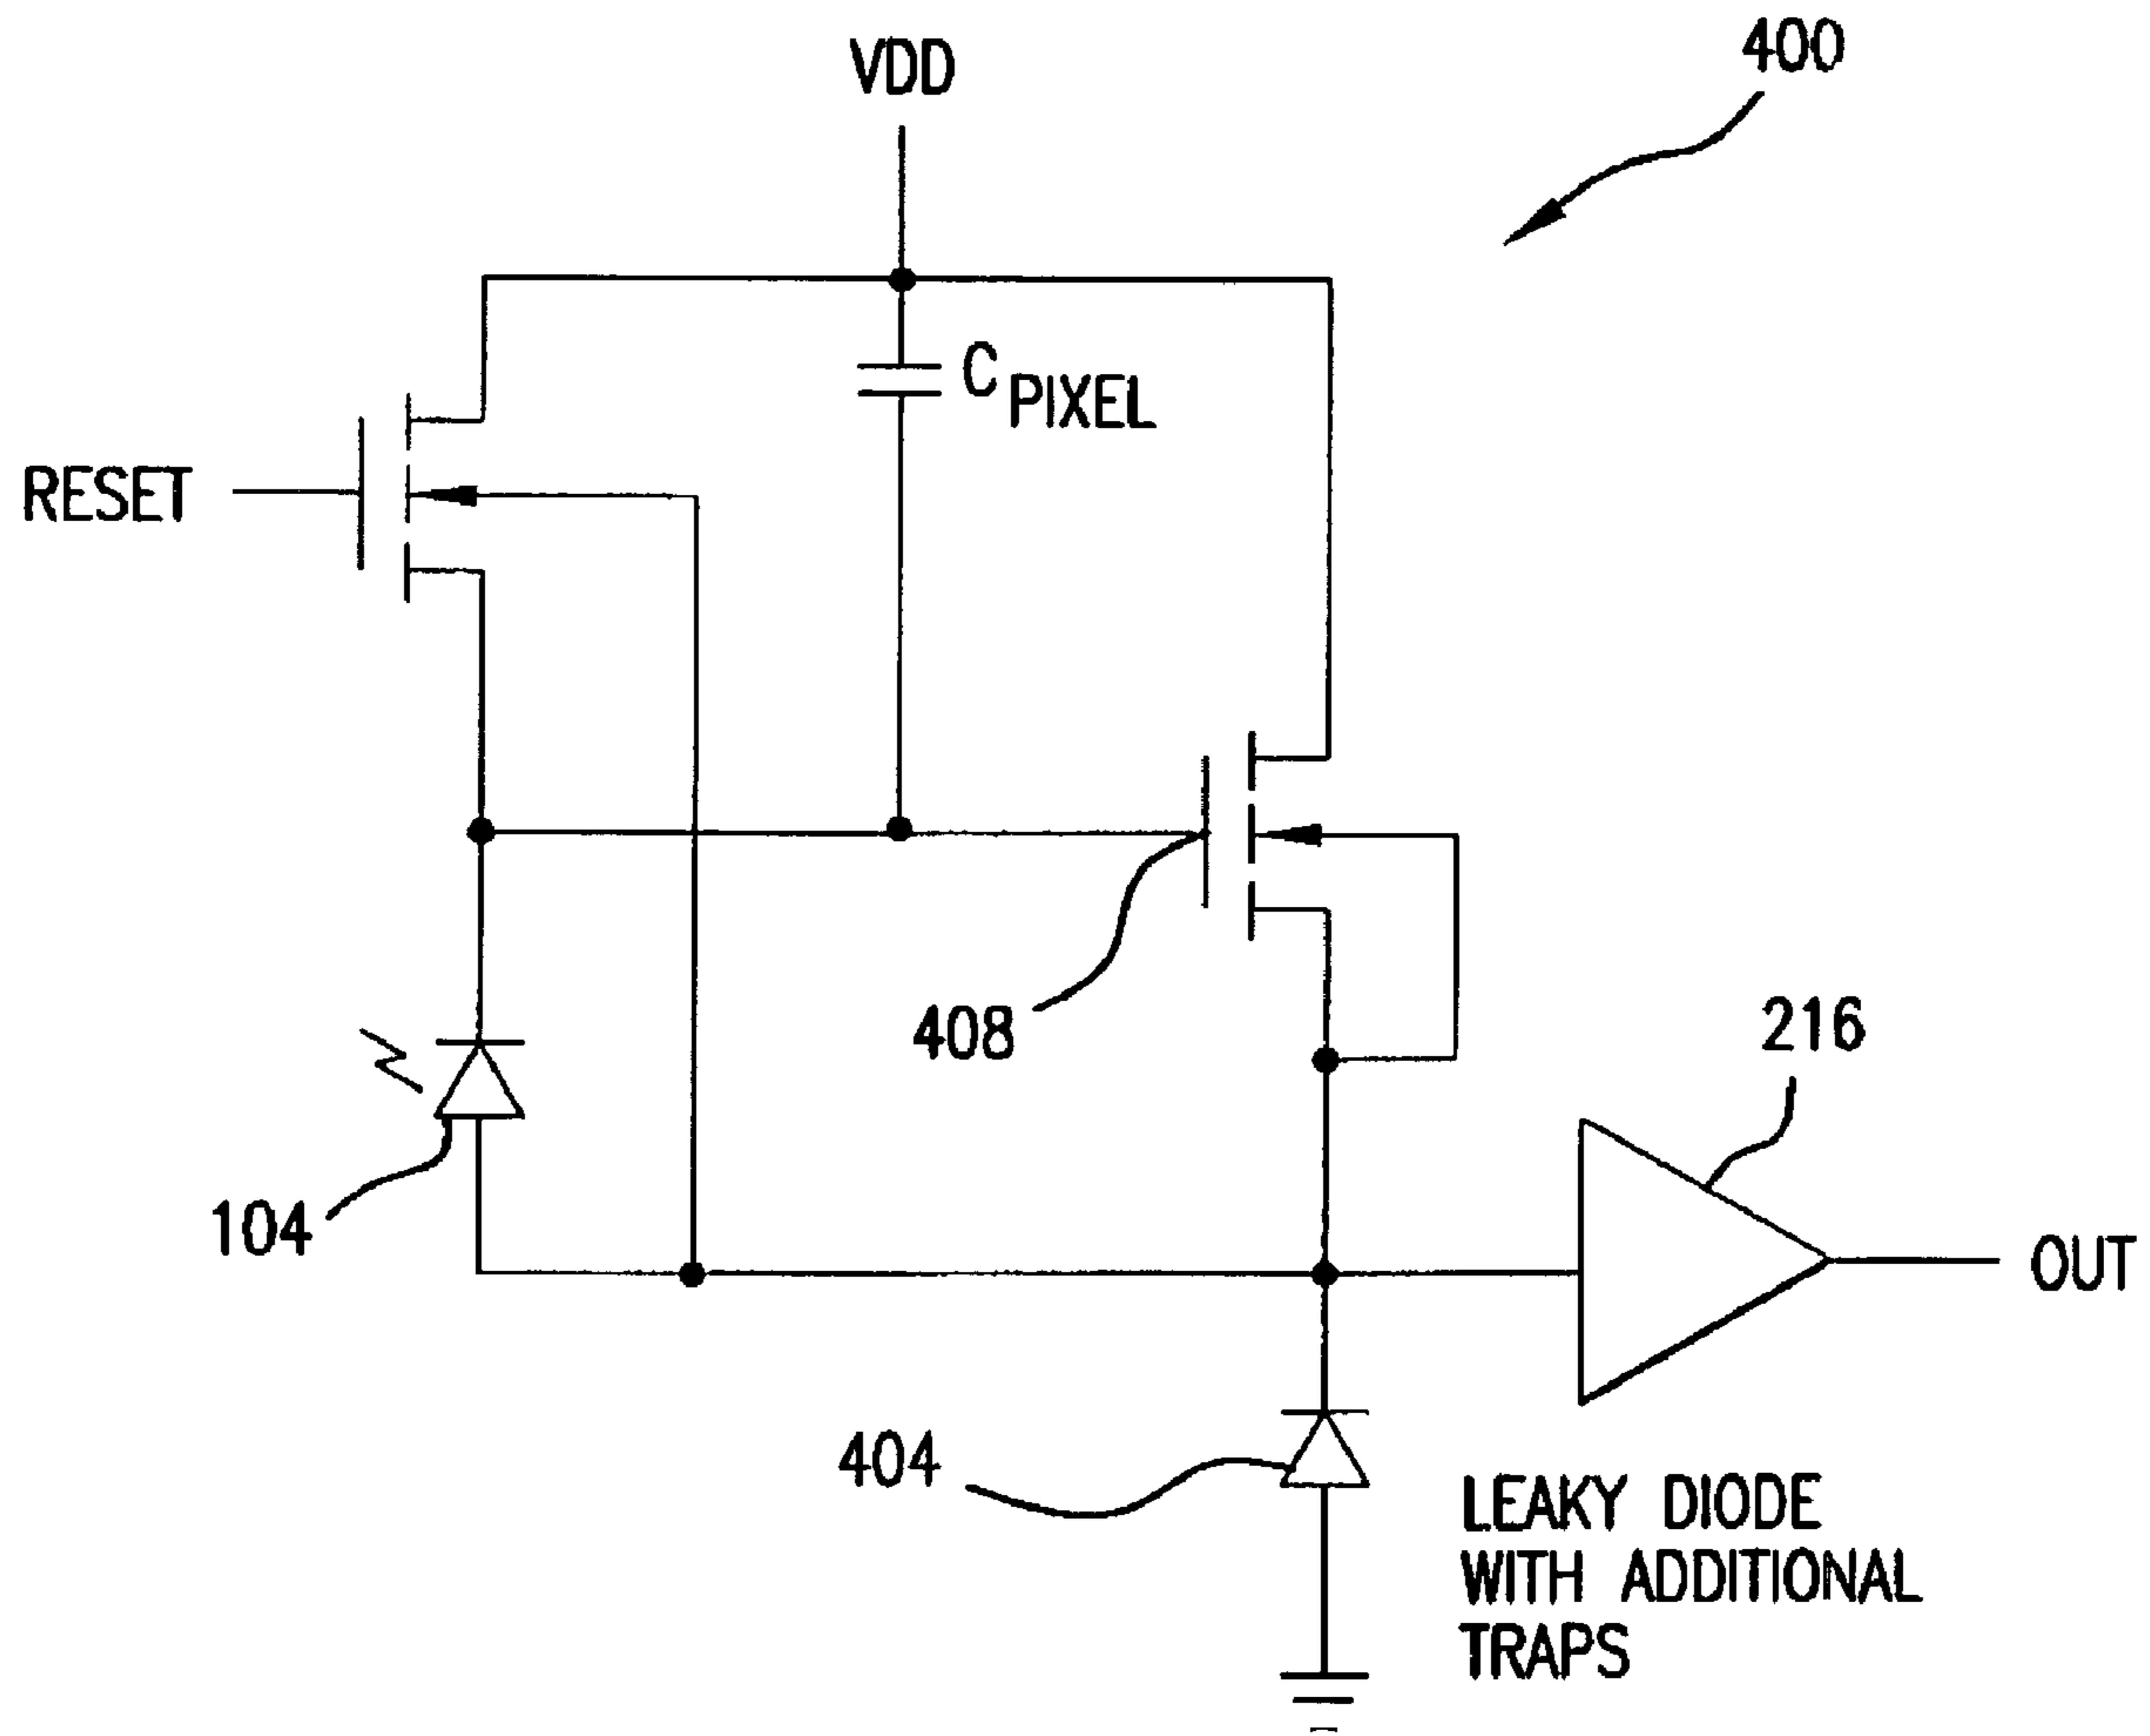 VDD
400
C PIXEL
RESET
408
216
104
OUT
404
LEAKY DIODE
WITH ADDITIONAL
TRAPS